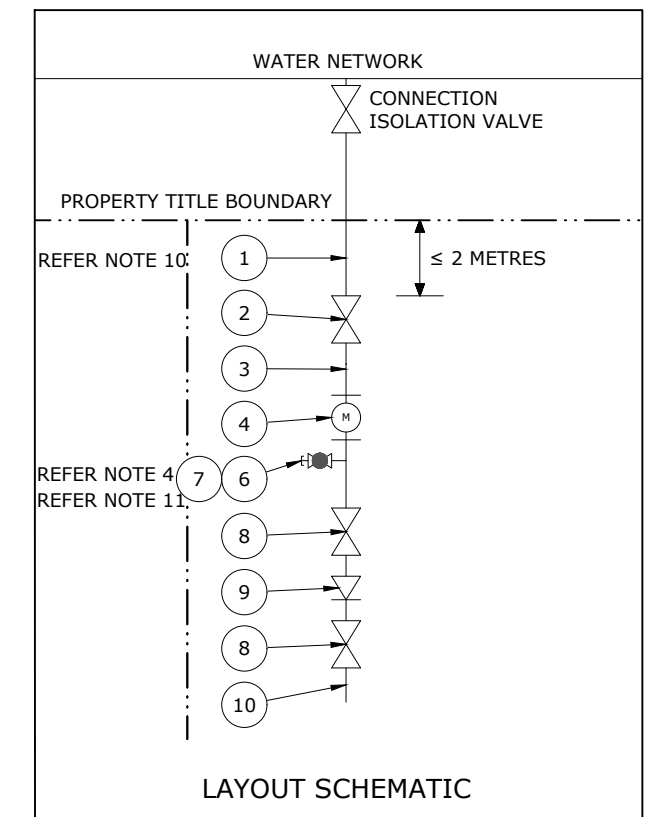 WATER NETWORK
CONNECTION
ISOLATION VALVE
PROPERTY TITLE BOUNDARY
REFER NOTE 10
1
≤ 2 METRES
2
3
4
M
REFER NOTE 4
REFER NOTE 11
7
6
8
9
8
10
LAYOUT SCHEMATIC